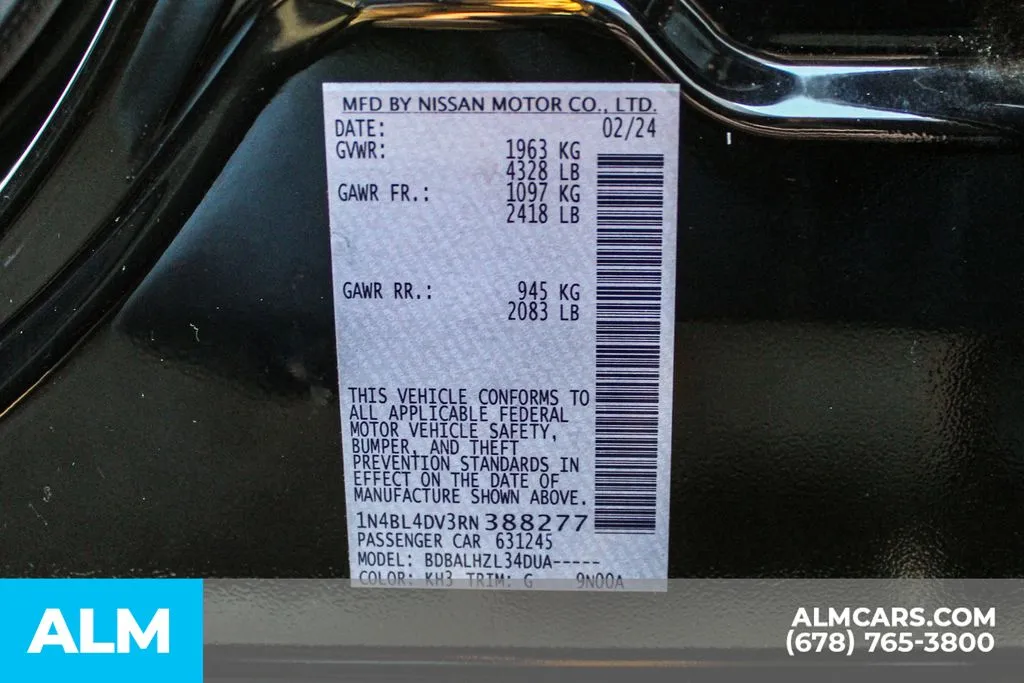 MFD BY NISSAN MOTOR CO., LTD.
DATE: 02/24
GVWR: 1963 KG
4328 LB
GAWR FR.: 1097 KG
2418 LB
GAWR RR.: 945 KG
2083 LB
THIS VEHICLE CONFORMS TO
ALL APPLICABLE FEDERAL
MOTOR VEHICLE SAFETY,
BUMPER, AND THEFT
PREVENTION STANDARDS IN
EFFECT ON THE DATE OF
MANUFACTURE SHOWN ABOVE.
1N4BL4DV3RN388277
PASSENGER CAR 631245
MODEL: BDBALHZL34DUA-----
COLOR: KH3 TRIM: G 9N00A
ALM
ALMCARS.COM
(678) 765-3800